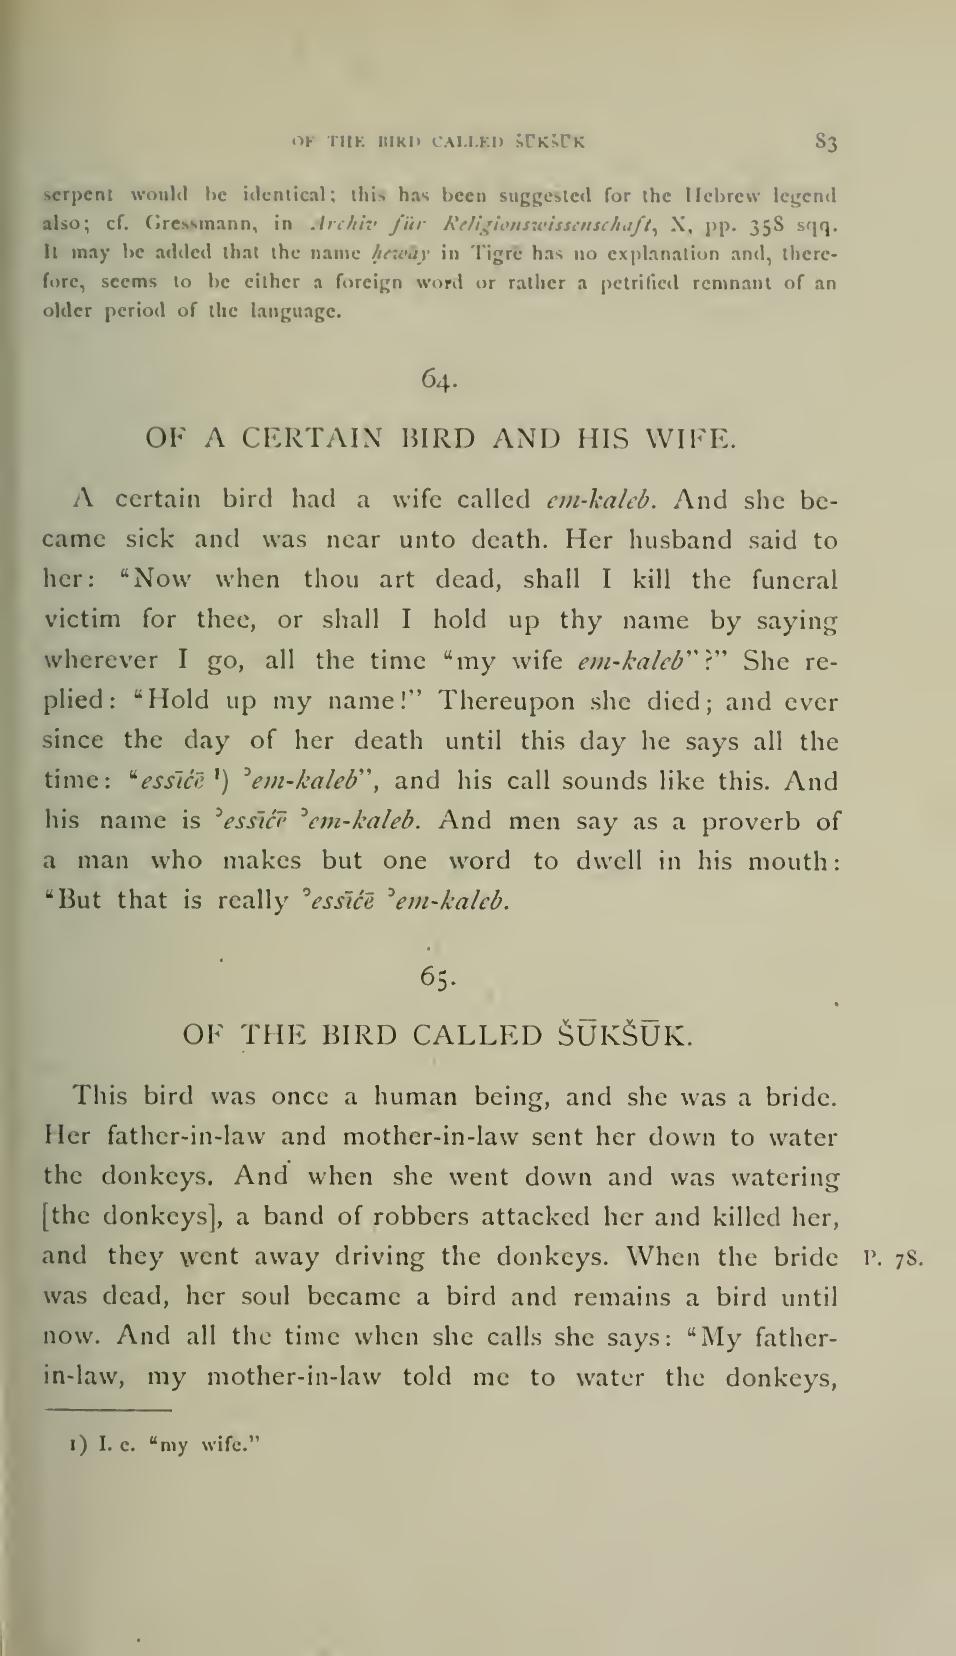 OF THE BIRD CALLED ŠŪKŠŪK 83
serpent would be identical; this has been suggested for the Hebrew legend
also; cf. Gressmann, in Archiv für Religionswissenschaft, X, pp. 358 sqq.
It may be added that the name ḥewāy in Tigrē has no explanation and, there-
fore, seems to be either a foreign word or rather a petrified remnant of an
older period of the language.
64.
OF A CERTAIN BIRD AND HIS WIFE.
A certain bird had a wife called em-kaleb. And she be-
came sick and was near unto death. Her husband said to
her: “Now when thou art dead, shall I kill the funeral
victim for thee, or shall I hold up thy name by saying
wherever I go, all the time “my wife em-kaleb”?” She re-
plied: “Hold up my name!” Thereupon she died; and ever
since the day of her death until this day he says all the
time: “essīćē ¹) ʾem-kaleb”, and his call sounds like this. And
his name is ʾessīćē ʾem-kaleb. And men say as a proverb of
a man who makes but one word to dwell in his mouth:
“But that is really ʾessīćē ʾem-kaleb.
65.
OF THE BIRD CALLED ŠŪKŠŪK.
This bird was once a human being, and she was a bride.
Her father-in-law and mother-in-law sent her down to water
the donkeys. And when she went down and was watering
[the donkeys], a band of robbers attacked her and killed her,
and they went away driving the donkeys. When the bride P. 78.
was dead, her soul became a bird and remains a bird until
now. And all the time when she calls she says: “My father-
in-law, my mother-in-law told me to water the donkeys,
1) I. e. “my wife.”